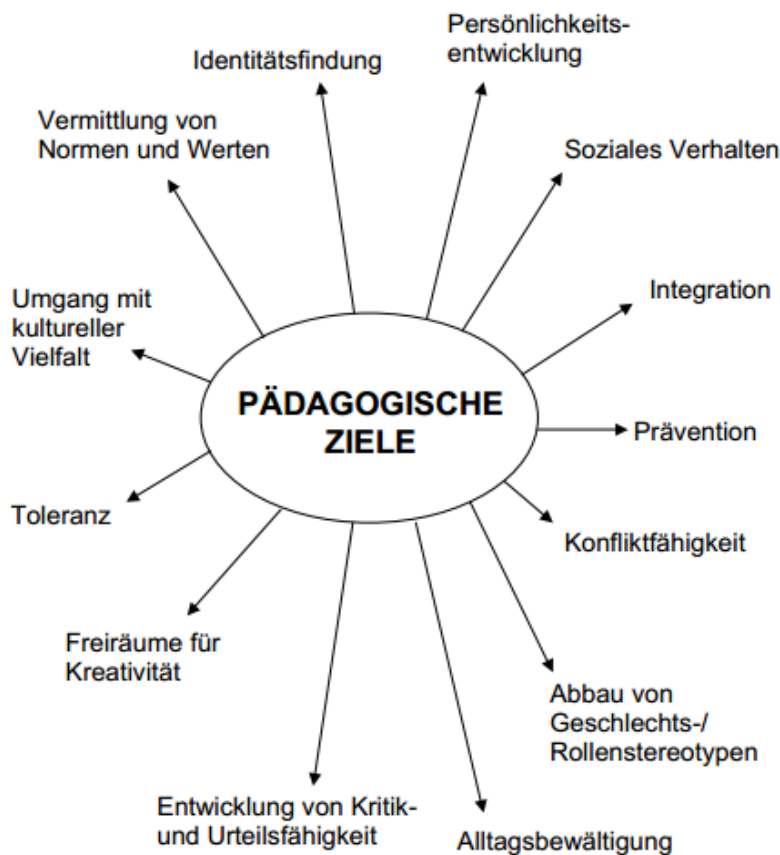 Persönlichkeits-
entwicklung
Identitätsfindung
Vermittlung von
Normen und Werten
Soziales Verhalten
Umgang mit
kultureller
Vielfalt
Integration
PÄDAGOGISCHE
ZIELE
Prävention
Toleranz
Konfliktfähigkeit
Freiräume für
Kreativität
Abbau von
Geschlechts-/
Rollenstereotypen
Entwicklung von Kritik-
und Urteilsfähigkeit
Alltagsbewältigung